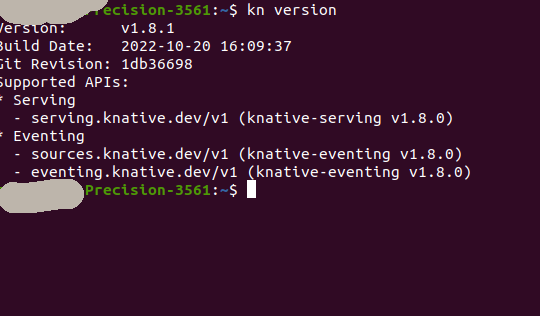 Precision-3561:~$ kn version
Version:      v1.8.1
Build Date:   2022-10-20 16:09:37
Git Revision: 1db36698
Supported APIs:
* Serving
  - serving.knative.dev/v1 (knative-serving v1.8.0)
* Eventing
  - sources.knative.dev/v1 (knative-eventing v1.8.0)
  - eventing.knative.dev/v1 (knative-eventing v1.8.0)
Precision-3561:~$